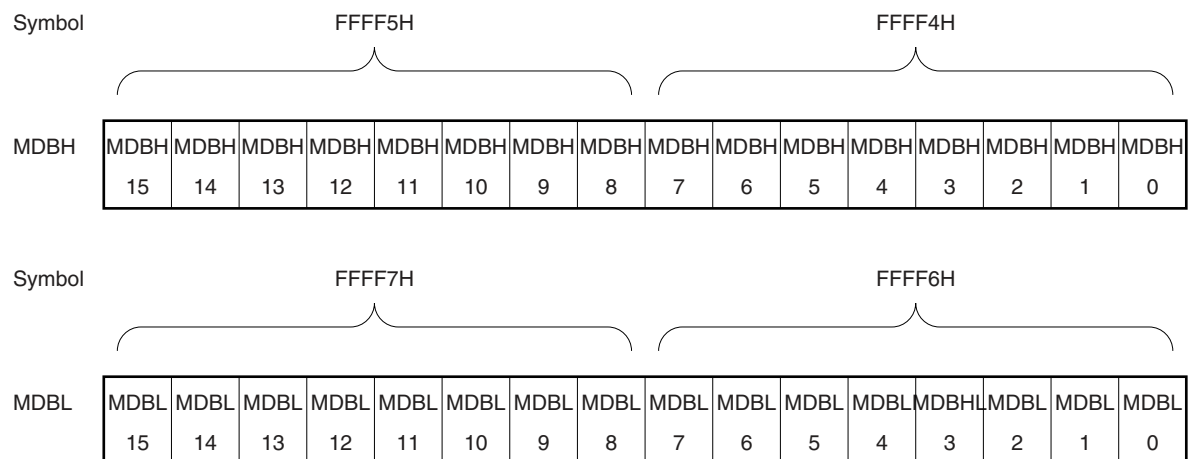 Symbol FFFF5H FFFF4H
MDBH MDBH MDBH MDBH MDBH MDBH MDBH MDBH MDBH MDBH MDBH MDBH MDBH MDBH MDBH MDBH MDBH
15 14 13 12 11 10 9 8 7 6 5 4 3 2 1 0
Symbol FFFF7H FFFF6H
MDBL MDBL MDBL MDBL MDBL MDBL MDBL MDBL MDBL MDBL MDBL MDBL MDBL MDBHL MDBL MDBL MDBL
15 14 13 12 11 10 9 8 7 6 5 4 3 2 1 0